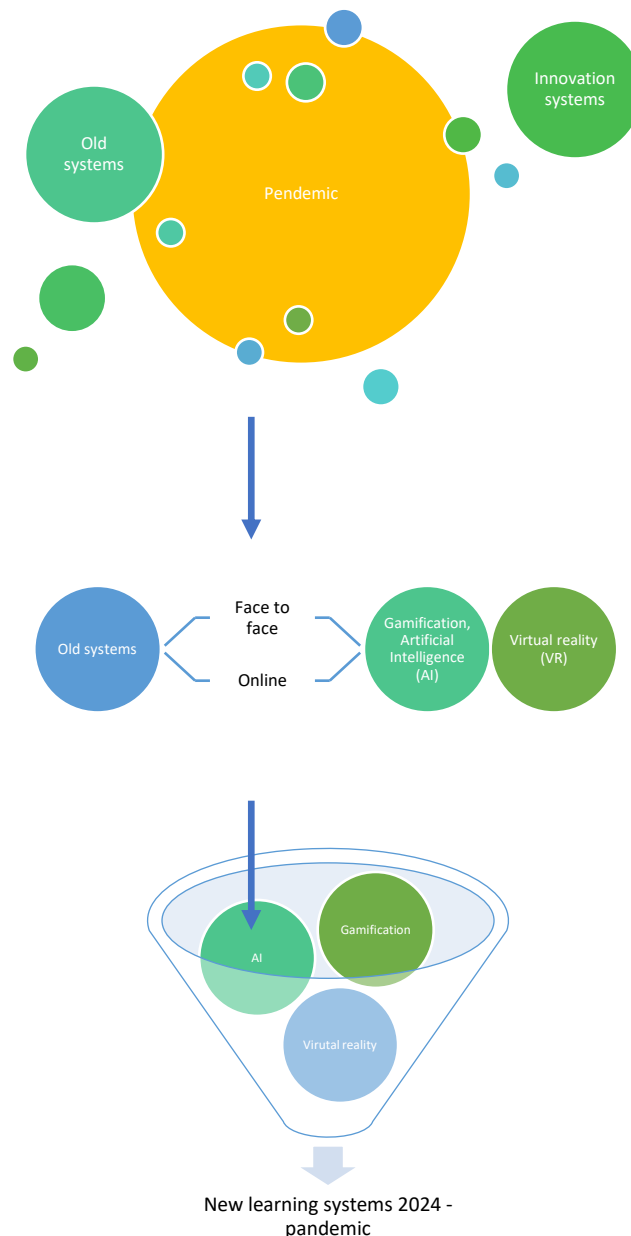 Innovation
systems
Old
systems
Pendemic
Old systems
Face to
face
Online
Gamification,
Artificial
Intelligence
(AI)
Virtual reality
(VR)
AI
Gamification
Virutal reality
New learning systems 2024 -
pandemic